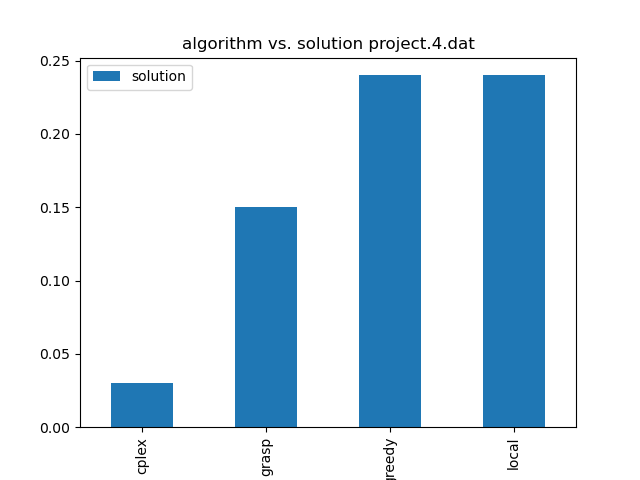 algorithm vs. solution project.4.dat
solution
0.25
0.20
0.15
0.10
0.05
0.00
cplex
grasp
greedy
local